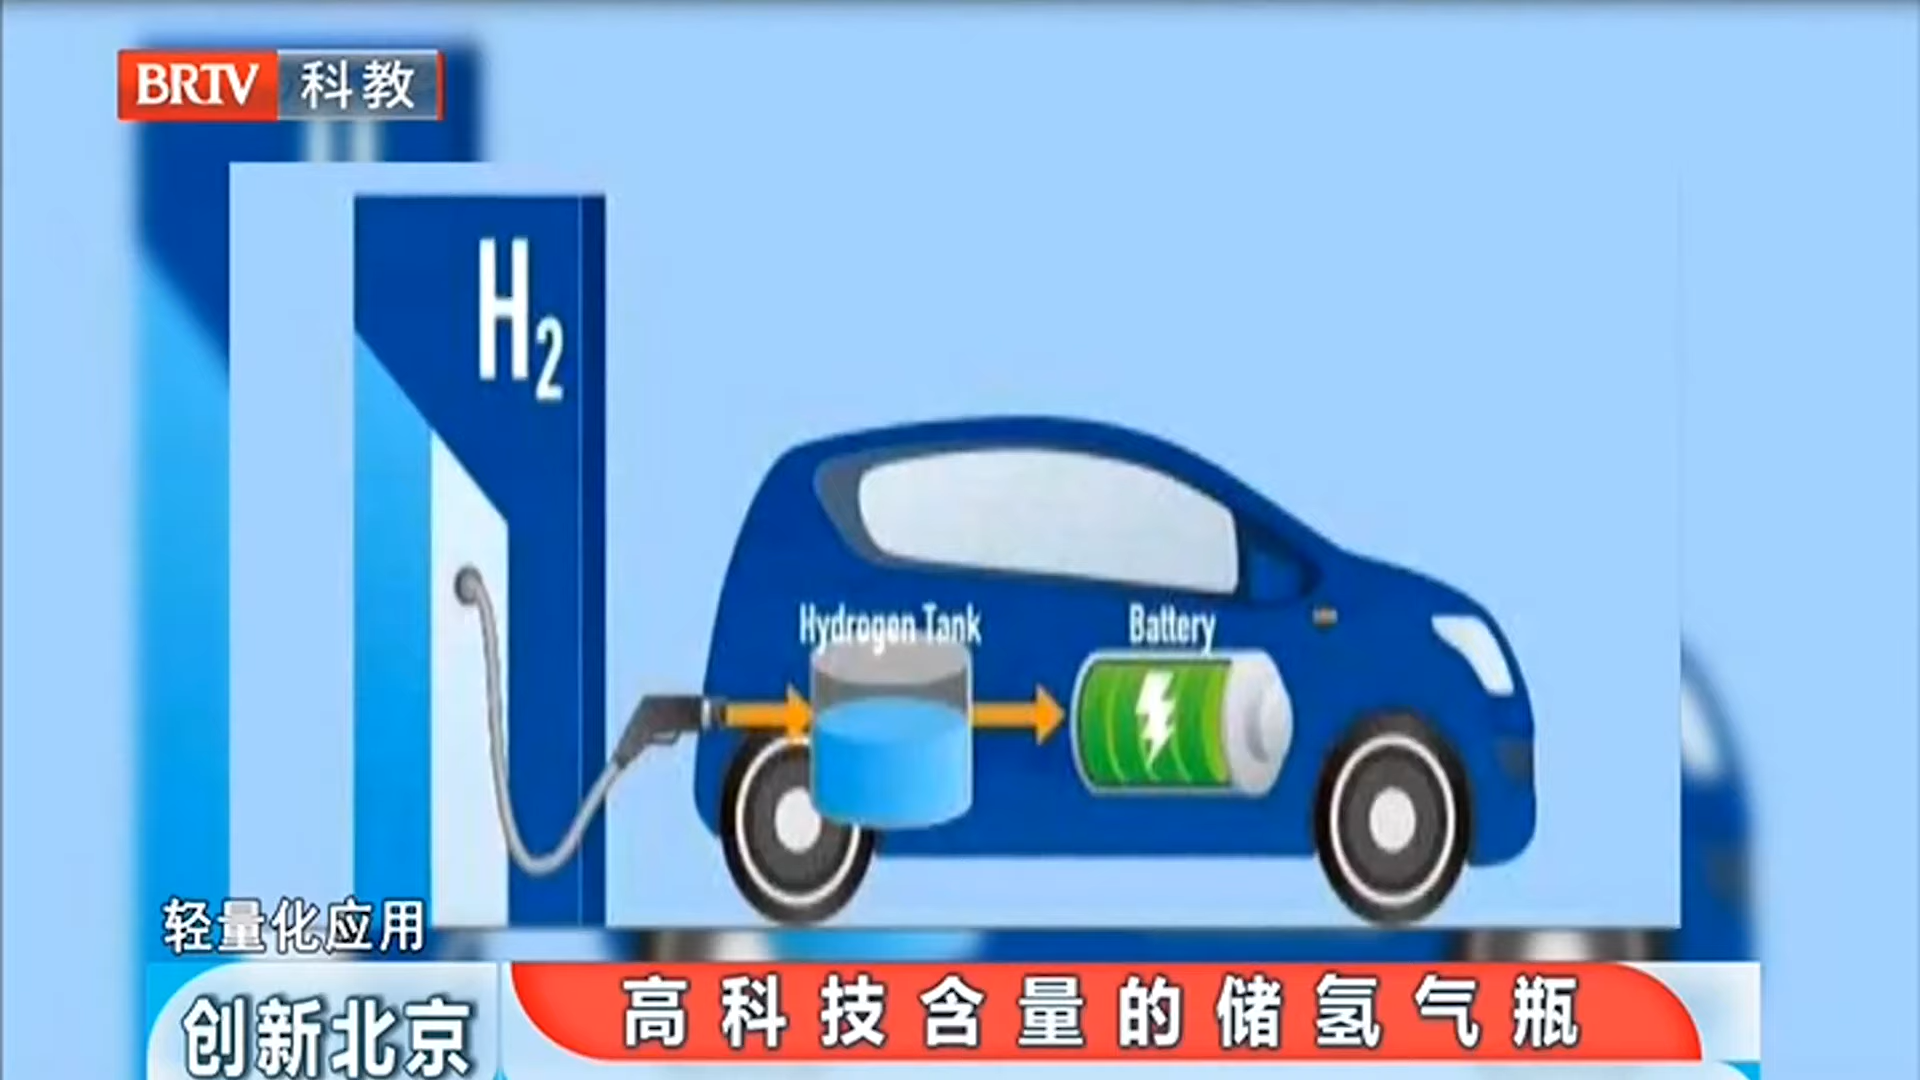 BRTV 科教
H₂
Hydrogen Tank
Battery
轻量化应用
创新北京
高科技含量的储氢气瓶